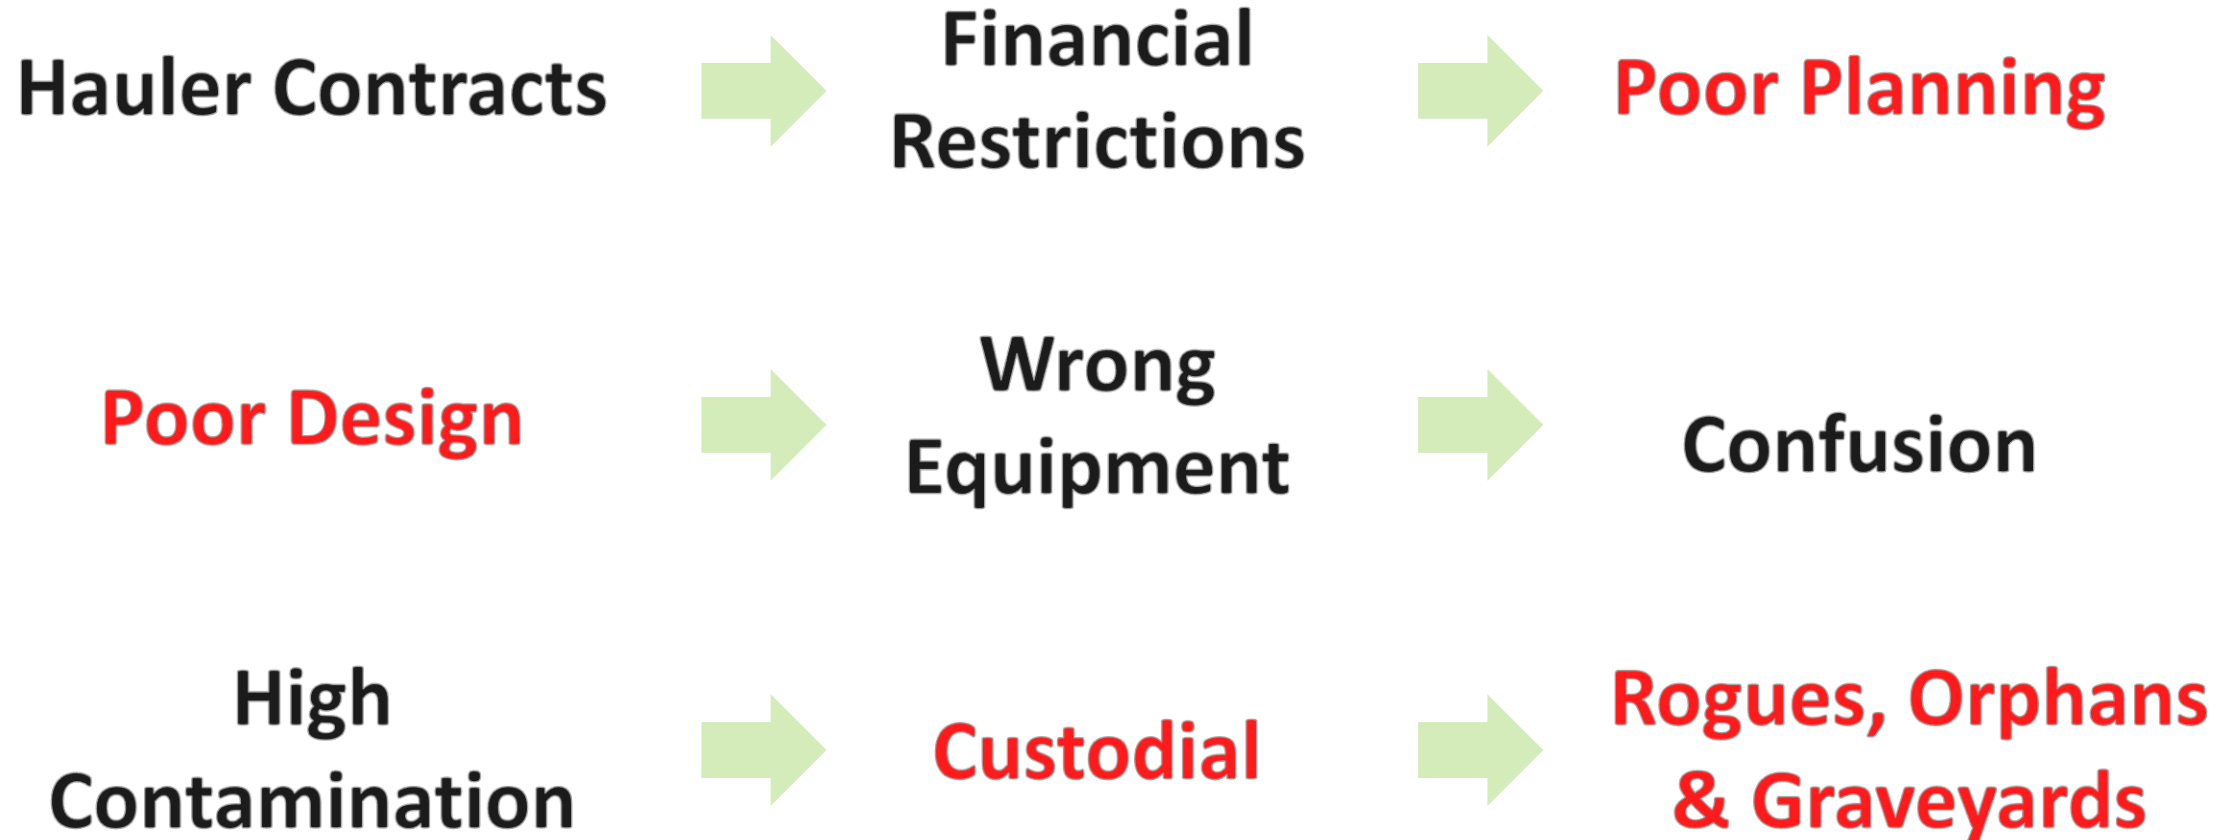 Hauler Contracts
Financial
Restrictions
Poor Planning
Poor Design
Wrong
Equipment
Confusion
High
Contamination
Custodial
Rogues, Orphans
& Graveyards